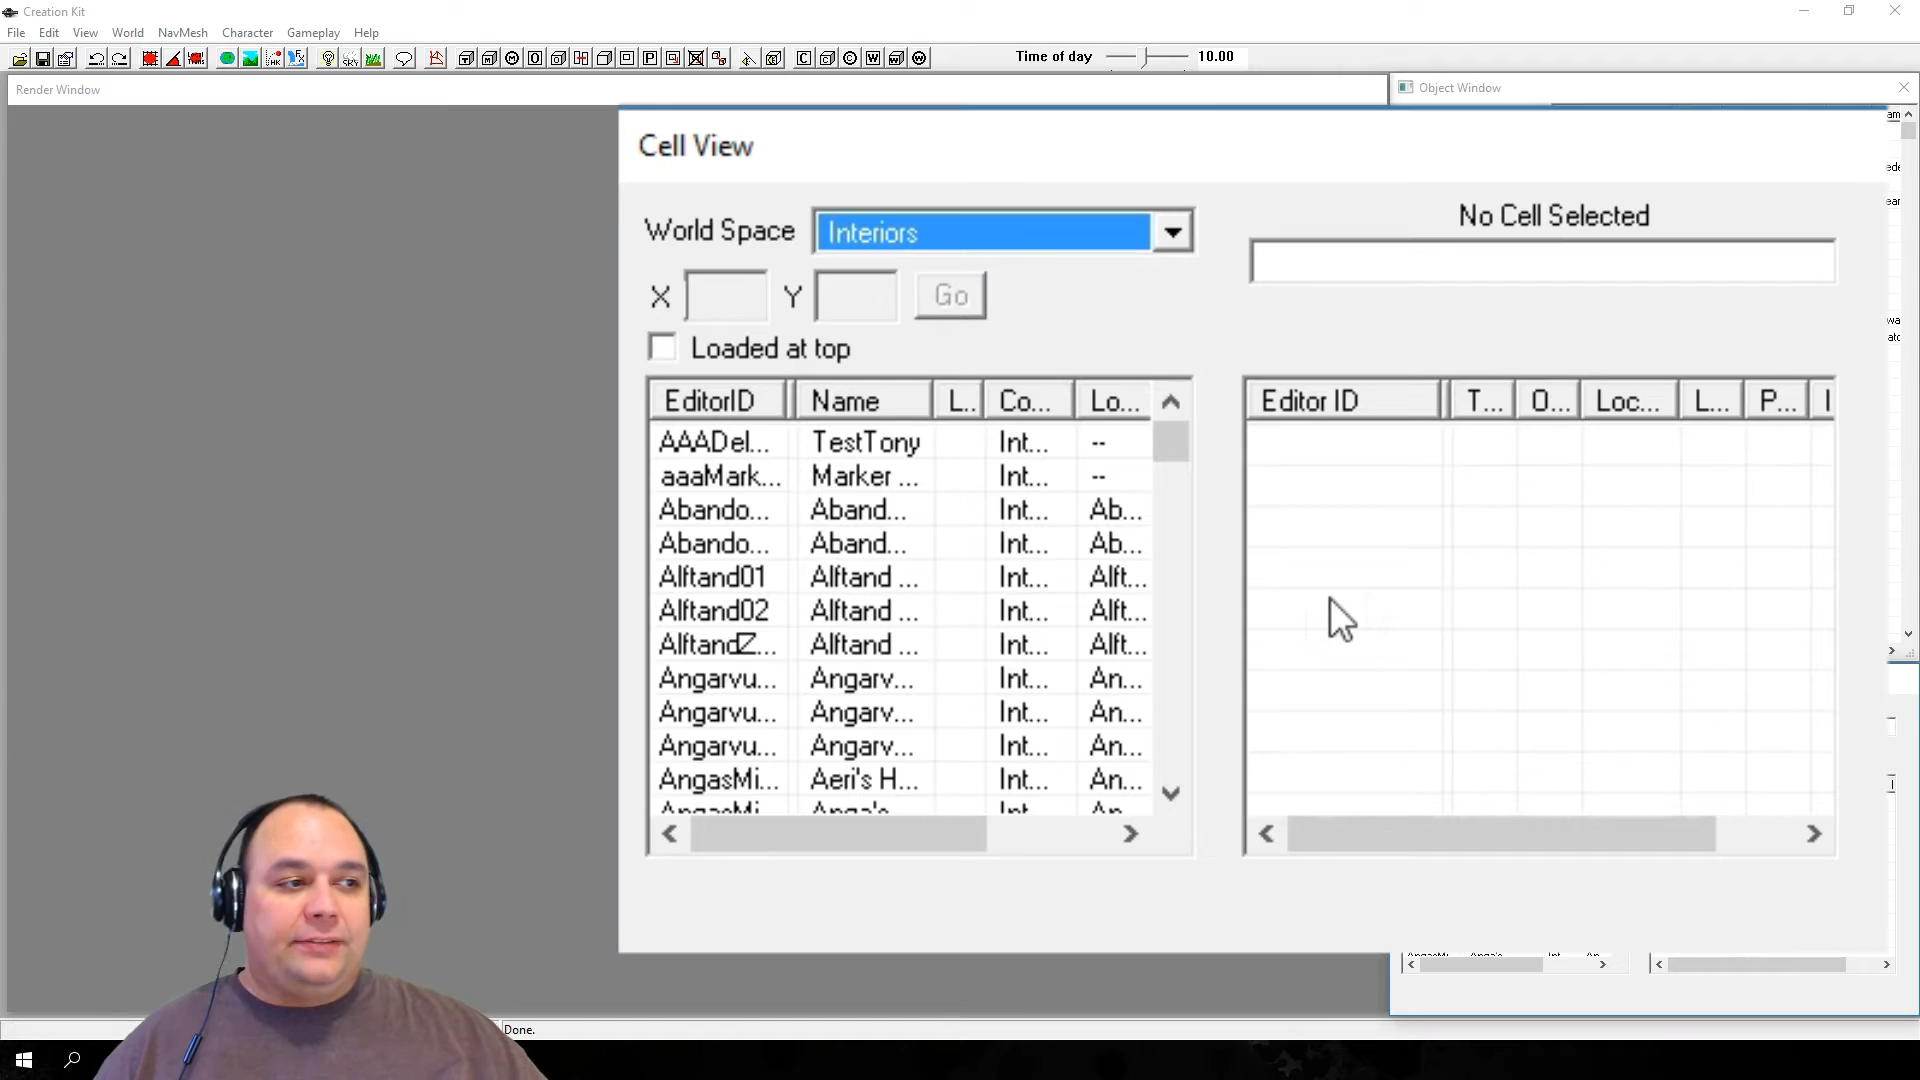 Creation Kit
File Edit View World NavMesh Character Gameplay Help
Time of day 10.00
Render Window
Object Window
Cell View
World Space Interiors
No Cell Selected
X Y Go
Loaded at top
EditorID Name L.. Co... Lo...
AAADel... TestTony Int... --
aaaMark... Marker ... Int... --
Abando... Aband... Int... Ab...
Abando... Aband... Int... Ab...
Alftand01 Alftand ... Int... Alft...
Alftand02 Alftand ... Int... Alft...
AlftandZ... Alftand ... Int... Alft...
Angarvu... Angarv... Int... An...
Angarvu... Angarv... Int... An...
Angarvu... Angarv... Int... An...
AngasMi... Aeri's H... Int... An...
AngasMi... Anga's Int An
Editor ID T... O... Loc... L... P... I
Done.